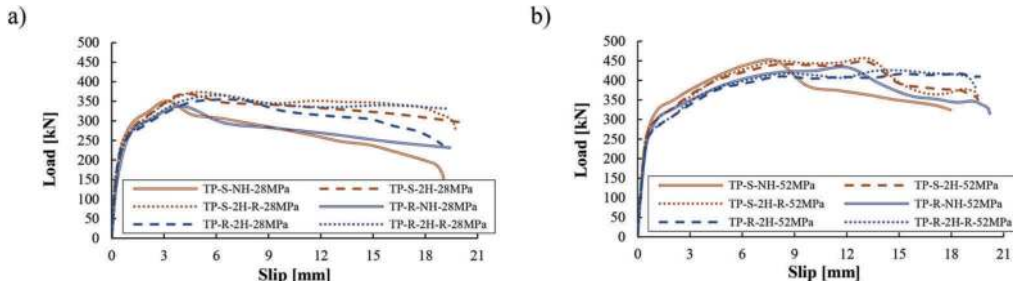 a)
500
450
400
350
300
250
200
150
100
50
0
Load [kN]
0 3 6 9 12 15 18 21
Slip [mm]
TP-S-NH-28MPa TP-S-2H-28MPa
TP-S-2H-R-28MPa TP-R-NH-28MPa
TP-R-2H-28MPa TP-R-2H-R-28MPa
b)
500
450
400
350
300
250
200
150
100
50
0
Load [kN]
0 3 6 9 12 15 18 21
Slip [mm]
TP-S-NH-52MPa TP-S-2H-52MPa
TP-S-2H-R-52MPa TP-R-NH-52MPa
TP-R-2H-52MPa TP-R-2H-R-52MPa